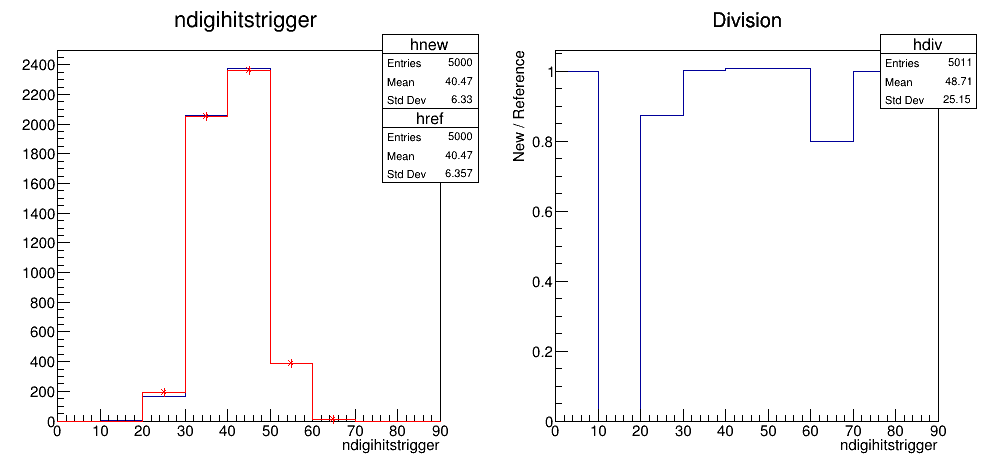 ndigihitstrigger
hnew
Entries 5000
Mean 40.47
Std Dev 6.33
href
Entries 5000
Mean 40.47
Std Dev 6.357
2400
2200
2000
1800
1600
1400
1200
1000
800
600
400
200
0
0 10 20 30 40 50 60 70 80 90
ndigihitstrigger
Division
hdiv
Entries 5011
Mean 48.71
Std Dev 25.15
New / Reference
1
0.8
0.6
0.4
0.2
0
0 10 20 30 40 50 60 70 80 90
ndigihitstrigger